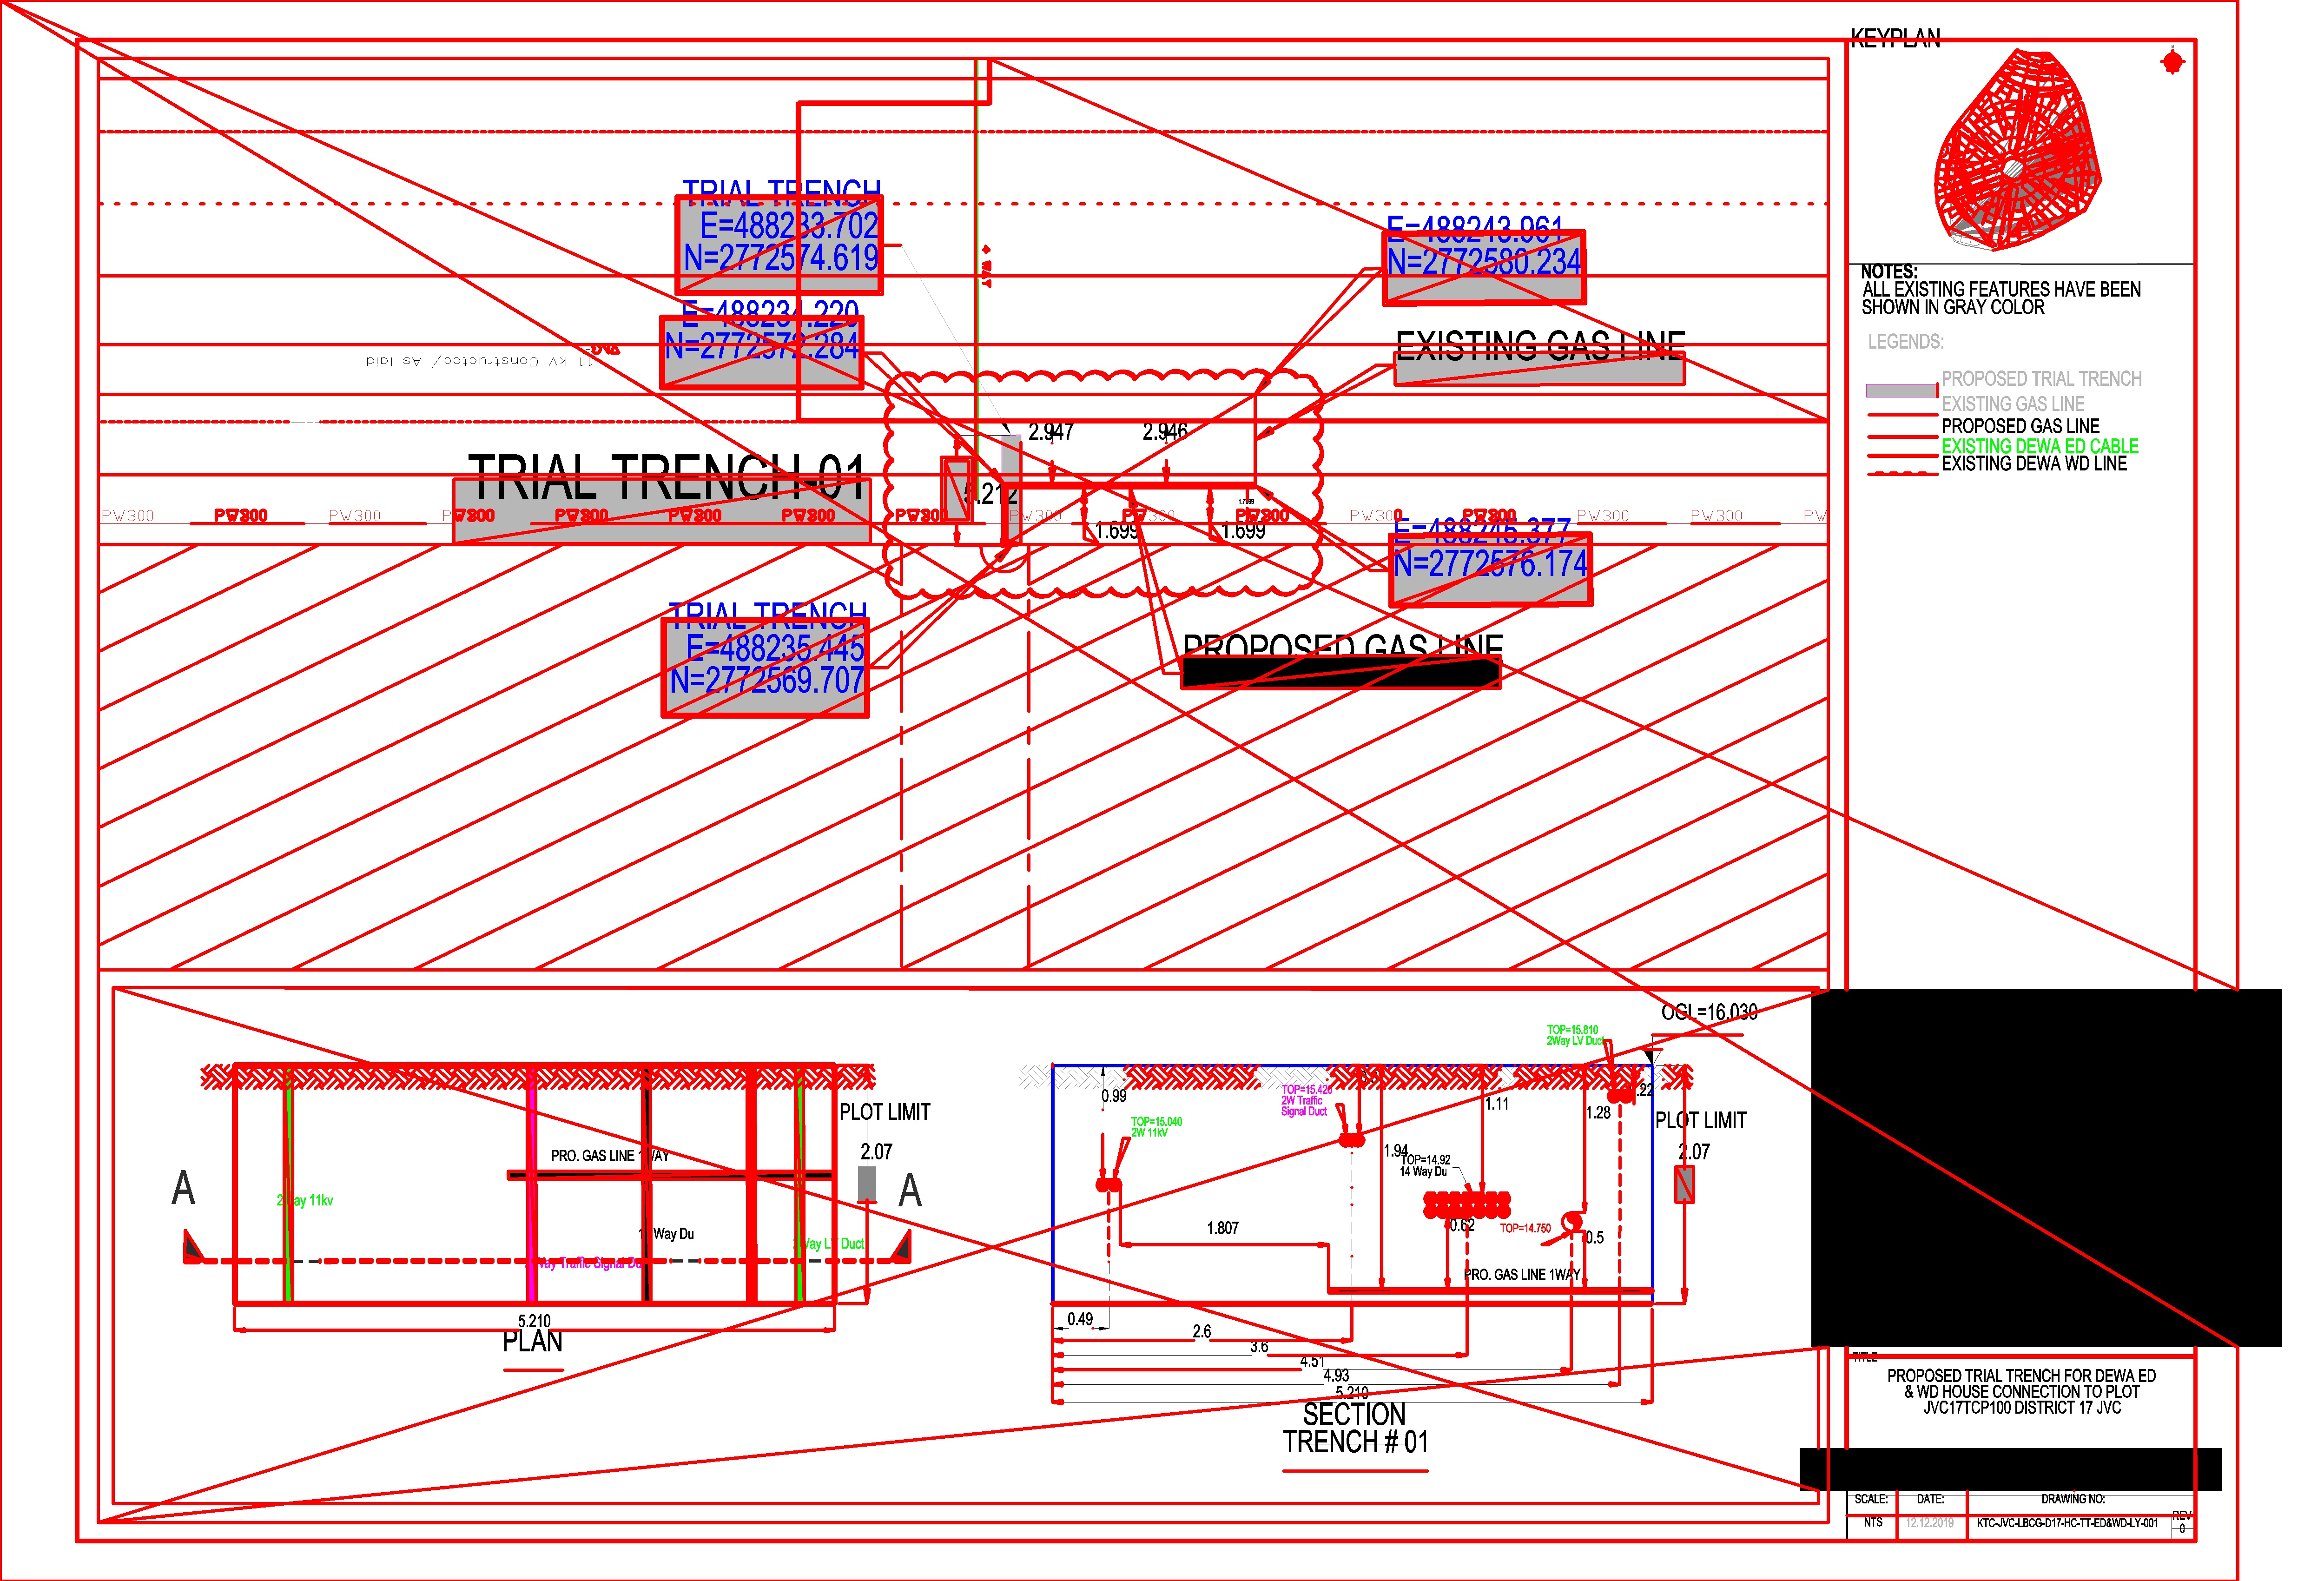 KEYPLAN
NOTES:
ALL EXISTING FEATURES HAVE BEEN
SHOWN IN GRAY COLOR
LEGENDS:
PROPOSED TRIAL TRENCH
EXISTING GAS LINE
PROPOSED GAS LINE
EXISTING DEWA ED CABLE
EXISTING DEWA WD LINE
TRIAL TRENCH
E=488233.702
N=2772574.619
E=488234.220
N=2772572.284
E=488243.961
N=2772580.234
EXISTING GAS LINE
11 kV Constructed/ As laid
TRIAL TRENCH-01
2.947
2.946
5.212
1.699
1.699
PW300 PW300 PW300 PW300 PW300 PW300 PW300 PW300 PW300 PW300 PW300 PW300 PW300 PW300 PW300 PW
E=488246.377
N=2772576.174
TRIAL TRENCH
E=488235.445
N=2772569.707
PROPOSED GAS LINE
PLOT LIMIT
2.07
PRO. GAS LINE 1WAY
A
A
2Way 11kv
Way Du
Way Traffic Signal Du
Way LV Duct
5.210
PLAN
OGL=16.030
TOP=15.810
2Way LV Duct
.22
0.99
TOP=15.420
2W Traffic
Signal Duct
TOP=15.040
2W 11kV
1.11
1.28
PLOT LIMIT
2.07
1.94
TOP=14.92
14 Way Du
1.807
0.62
TOP=14.750
0.5
PRO. GAS LINE 1WAY
0.49
2.6
3.6
4.51
4.93
5.210
SECTION
TRENCH # 01
TITLE
PROPOSED TRIAL TRENCH FOR DEWA ED
& WD HOUSE CONNECTION TO PLOT
JVC17TCP100 DISTRICT 17 JVC
SCALE: DATE: DRAWING NO:
NTS 12.12.2019 KTC-JVC-LBCG-D17-HC-TT-ED&WD-LY-001
REV
0